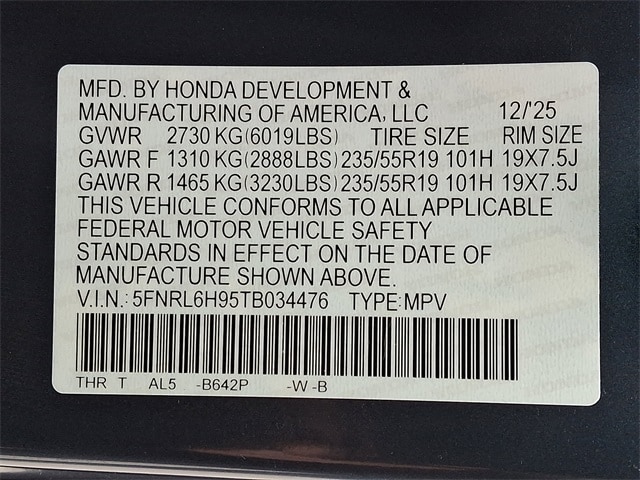 MFD. BY HONDA DEVELOPMENT &
MANUFACTURING OF AMERICA, LLC 12/'25
GVWR 2730 KG(6019LBS) TIRE SIZE RIM SIZE
GAWR F 1310 KG(2888LBS) 235/55R19 101H 19X7.5J
GAWR R 1465 KG(3230LBS) 235/55R19 101H 19X7.5J
THIS VEHICLE CONFORMS TO ALL APPLICABLE
FEDERAL MOTOR VEHICLE SAFETY
STANDARDS IN EFFECT ON THE DATE OF
MANUFACTURE SHOWN ABOVE.
V.I.N.: 5FNRL6H95TB034476 TYPE:MPV
THR T AL5 -B642P -W -B